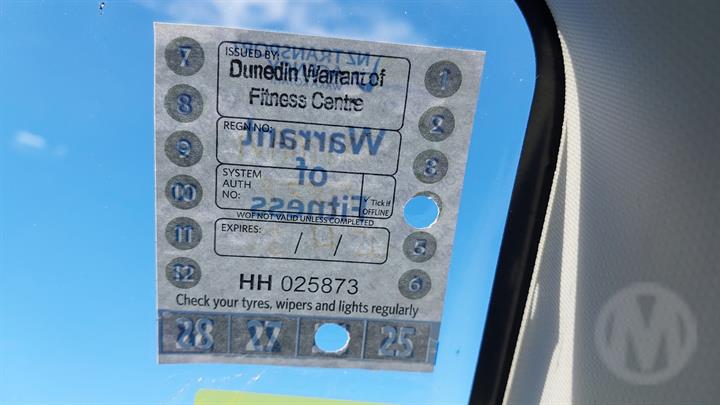 ISSUED BY:
NZ TRANSPORT
Dunedin Warrant of
Fitness Centre
REGN NO:
Warrant
of
Fitness
SYSTEM
AUTH
NO:
✓ Tick if
OFFLINE
WOF NOT VALID UNLESS COMPLETED
EXPIRES: / /
HH 025873
Check your tyres, wipers and lights regularly
7 1
8 2
9 3
10
11 5
12 6
28 27 25
M